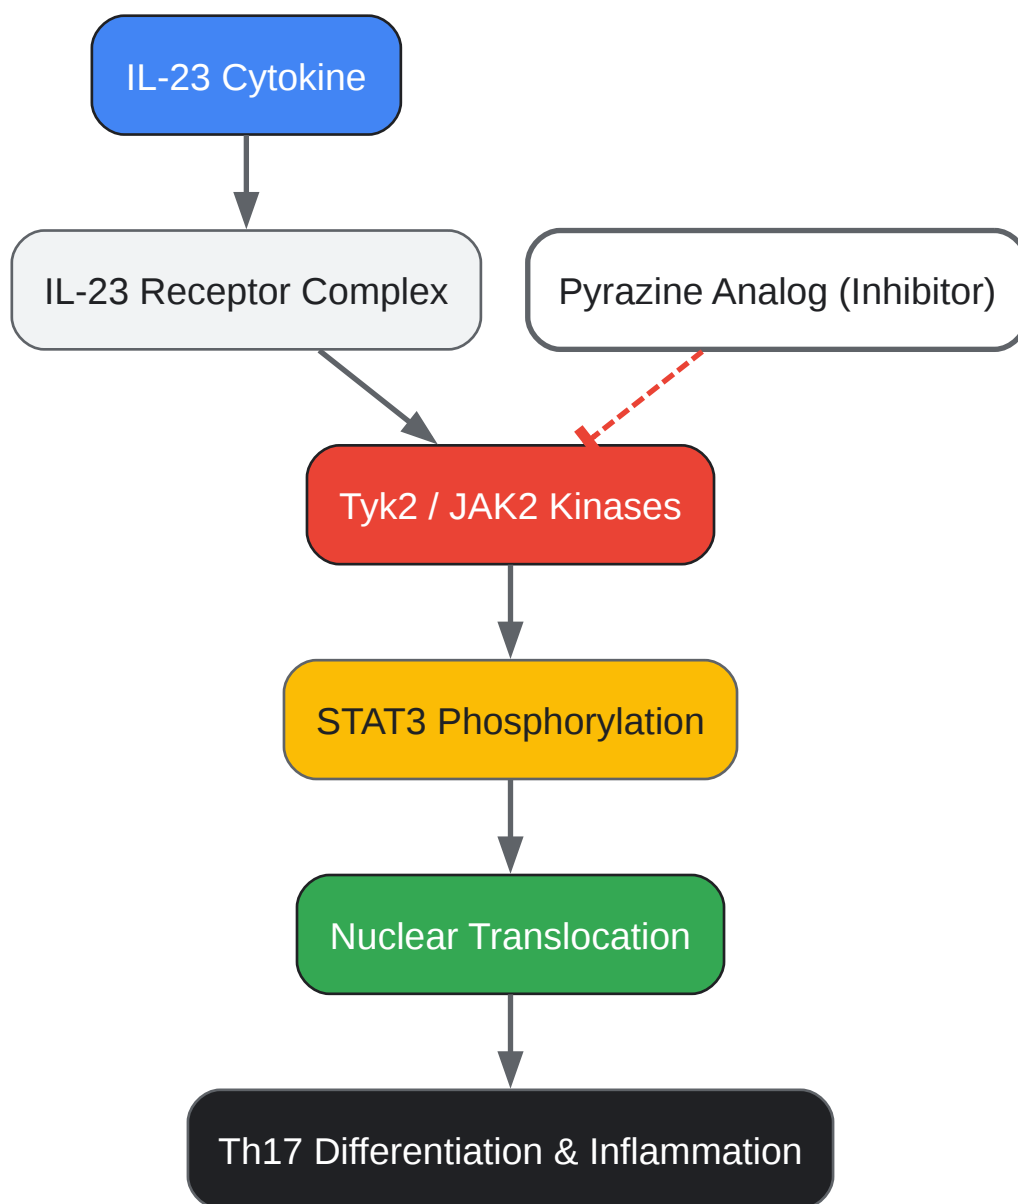 IL-23 Cytokine
IL-23 Receptor Complex
Pyrazine Analog (Inhibitor)
Tyk2 / JAK2 Kinases
STAT3 Phosphorylation
Nuclear Translocation
Th17 Differentiation & Inflammation